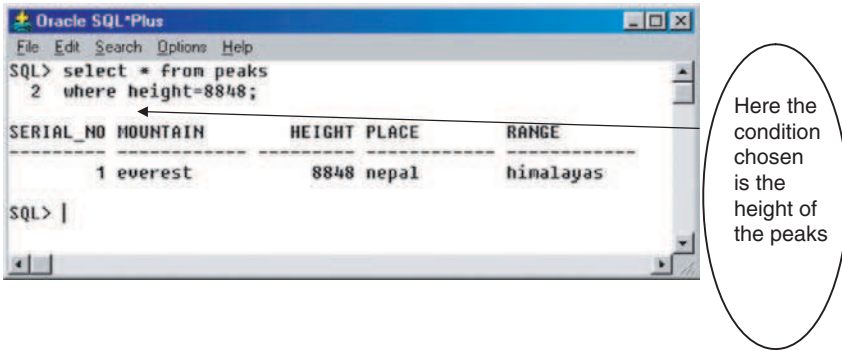 Oracle SQL*Plus
File Edit Search Options Help
SQL> select * from peaks
2 where height=8848;
SERIAL_NO MOUNTAIN HEIGHT PLACE RANGE
--------- ------------- ---------- ------------- -------------
1 everest 8848 nepal himalayas
SQL>
Here the
condition
chosen
is the
height of
the peaks